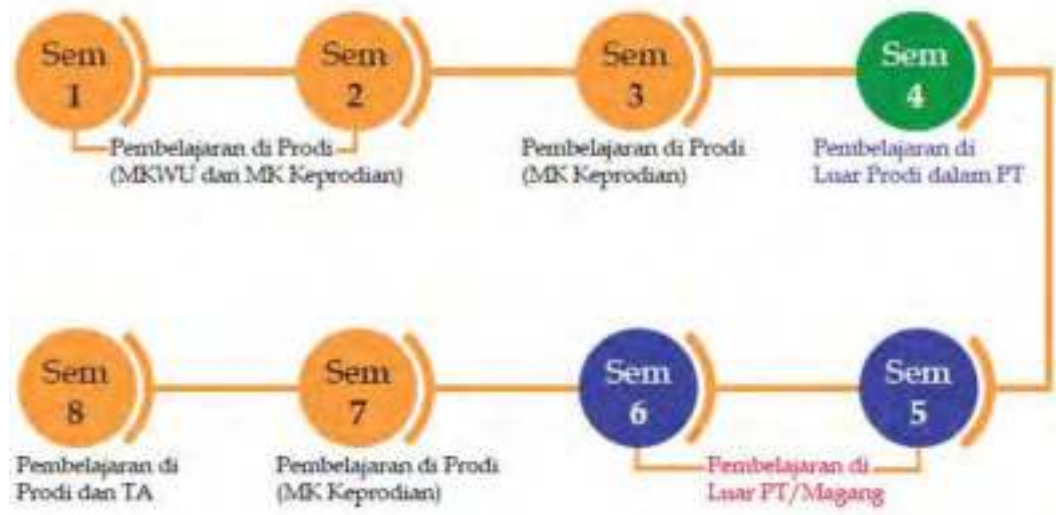 Sem
1
Sem
2
Sem
3
Sem
4
Pembelajaran di Prodi
(MKWU dan MK Keprodian)
Pembelajaran di Prodi
(MK Keprodian)
Pembelajaran di
Luar Prodi dalam PT
Sem
8
Sem
7
Sem
6
Sem
5
Pembelajaran di
Prodi dan TA
Pembelajaran di Prodi
(MK Keprodian)
Pembelajaran di
Luar PT/Magang